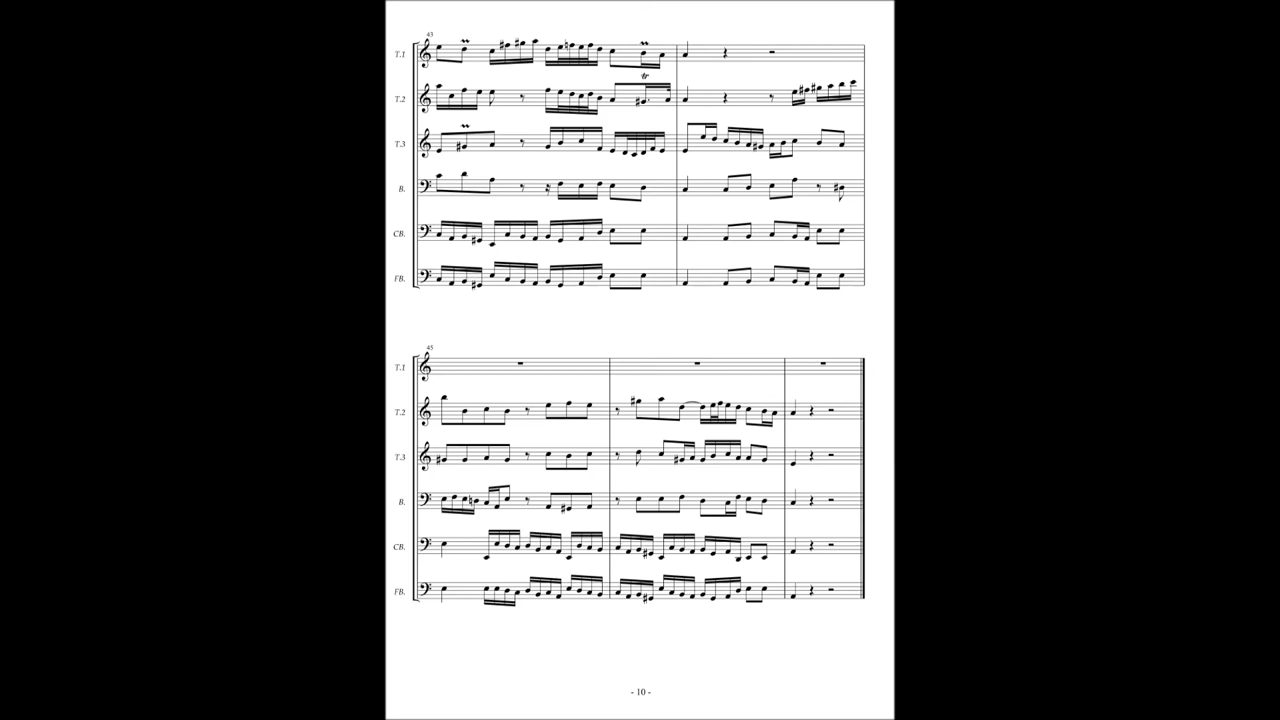 43
T.1
tr
T.2
T.3
B.
CB.
FB.
45
T.1
T.2
T.3
B.
CB.
FB.
- 10 -